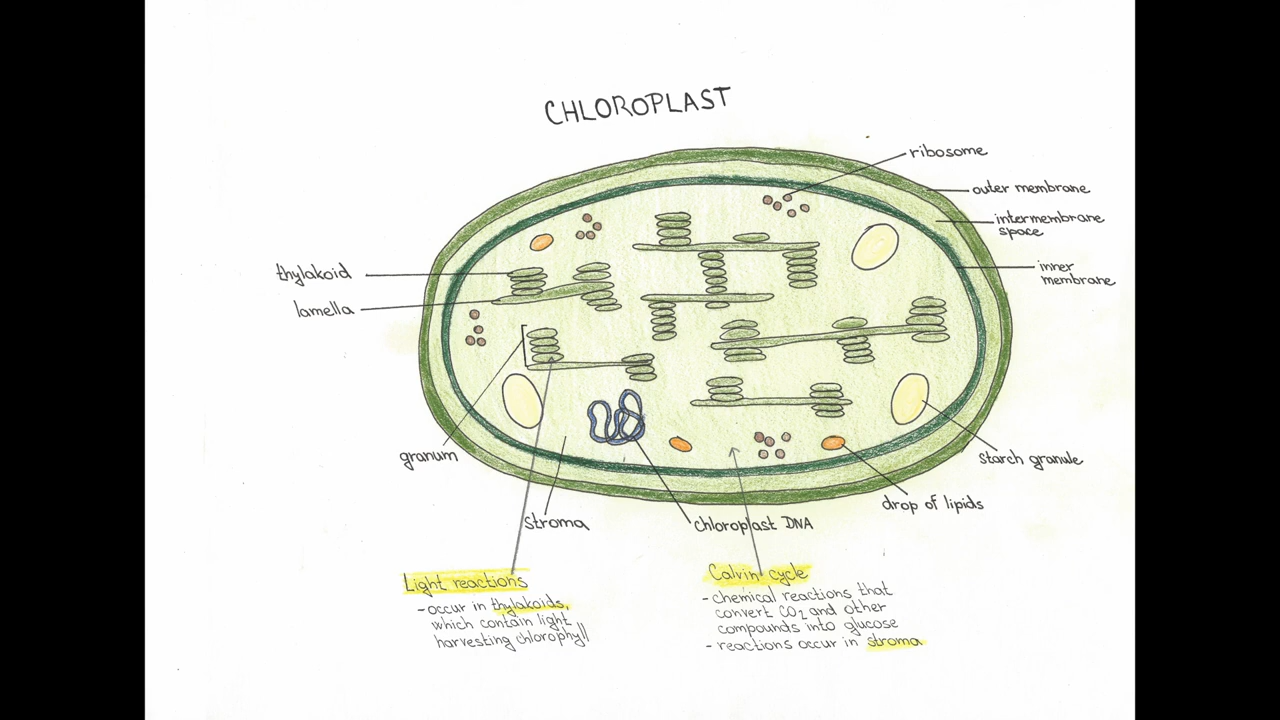 CHLOROPLAST
ribosome
outer membrane
intermembrane
space
inner
membrane
thylakoid
lamella
granum
stroma
chloroplast DNA
drop of lipids
starch granule
Light reactions
-occur in thylakoids,
which contain light
harvesting chlorophyll
Calvin cycle
-chemical reactions that
convert CO₂ and other
compounds into glucose
-reactions occur in stroma